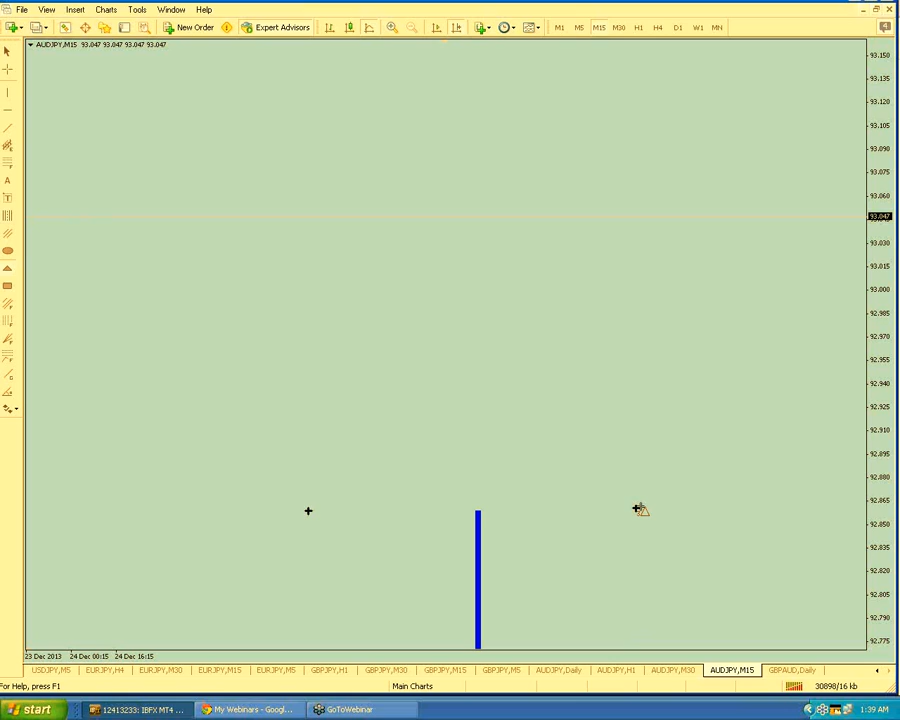 File View Insert Charts Tools Window Help
New Order Expert Advisors M1 M5 M15 M30 H1 H4 D1 W1 MN 4
AUDJPY,M15 93.047 93.047 93.047 93.047
A
T
93.150
93.135
93.120
93.105
93.090
93.075
93.060
93.047
93.030
93.015
93.000
92.985
92.970
92.955
92.940
92.925
92.910
92.895
92.880
92.865
92.850
92.835
92.820
92.805
92.790
92.775
23 Dec 2013 24 Dec 00:15 24 Dec 16:15
USDJPY,M5 EURJPY,H4 EURJPY,M30 EURJPY,M15 EURJPY,M5 GBPJPY,H1 GBPJPY,M30 GBPJPY,M15 GBPJPY,M5 AUDJPY,Daily AUDJPY,H1 AUDJPY,M30 AUDJPY,M15 GBPAUD,Daily
For Help, press F1 Main Charts 30898/16 kb
start 12413233: IBFX MT4 ... My Webinars - Googl... GoToWebinar 1:39 AM